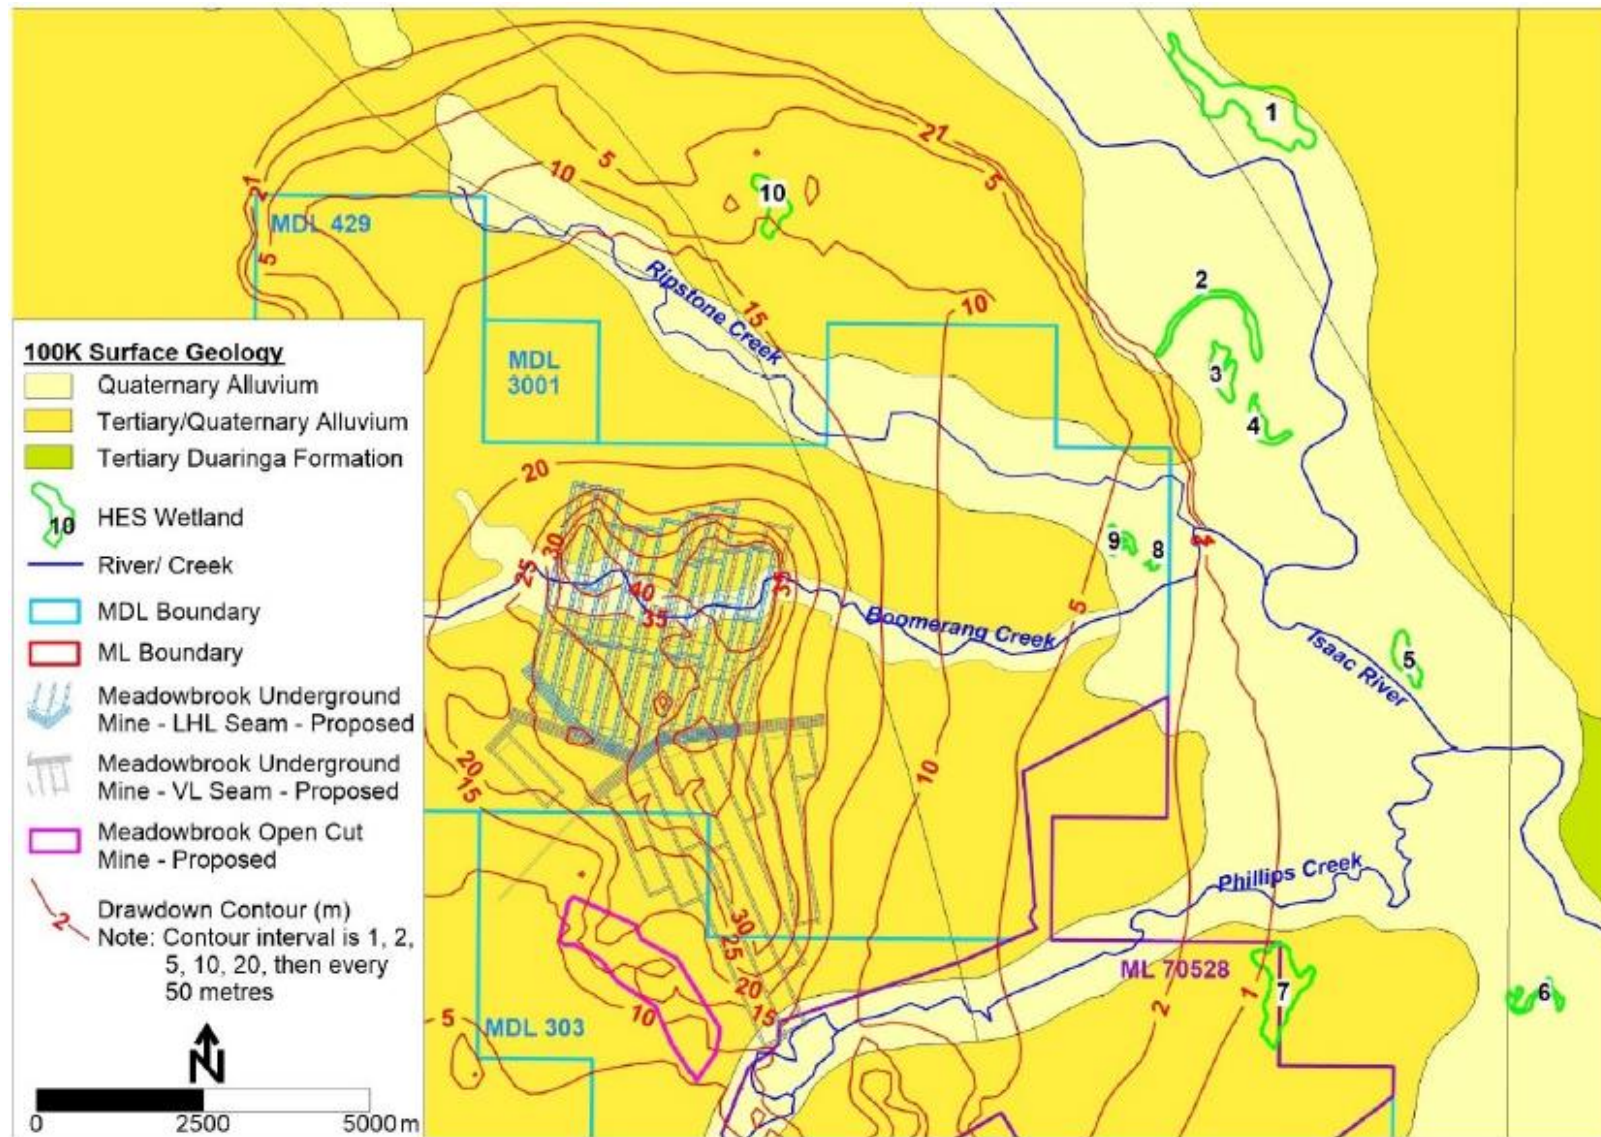 1
21
2
5
5
10
10
21
MDL 429
5
2
Ripstone Creek
15
10
3
MDL
3001
4
20
9
8
30
25
40
35
35
5
Boomerang Creek
Isaac River
5
20
15
10
Phillips Creek
30
25
20
15
10
5
MDL 303
ML 70528
2
1
7
6
100K Surface Geology
Quaternary Alluvium
Tertiary/Quaternary Alluvium
Tertiary Duaringa Formation
10
HES Wetland
River/ Creek
MDL Boundary
ML Boundary
Meadowbrook Underground
Mine - LHL Seam - Proposed
Meadowbrook Underground
Mine - VL Seam - Proposed
Meadowbrook Open Cut
Mine - Proposed
2
Drawdown Contour (m)
Note: Contour interval is 1, 2,
5, 10, 20, then every
50 metres
N
0 2500 5000m